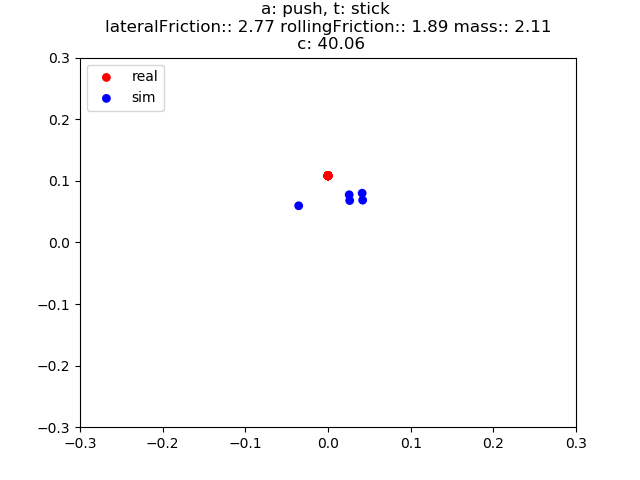 a: push, t: stick
lateralFriction:: 2.77 rollingFriction:: 1.89 mass:: 2.11
c: 40.06
real
sim
0.3
0.2
0.1
0.0
−0.1
−0.2
−0.3
−0.3
−0.2
−0.1
0.0
0.1
0.2
0.3